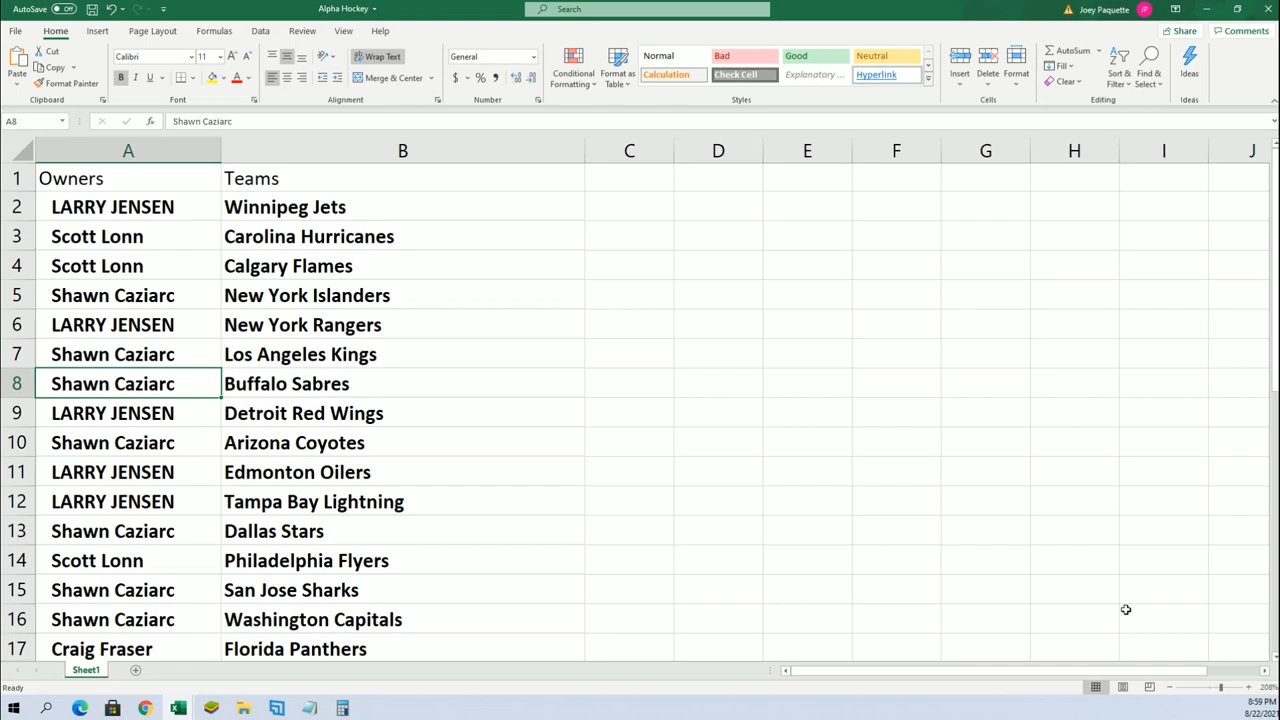 AutoSave Off Alpha Hockey Search Joey Paquette JP
File Home Insert Page Layout Formulas Data Review View Help Share Comments
Paste Cut Copy Format Painter Clipboard
Calibri 11 A A B I U A Font
Wrap Text Merge & Center Alignment
General $ % , Number
Conditional Formatting Format as Table Normal Bad Good Neutral Calculation Check Cell Explanatory ... Hyperlink Styles
Insert Delete Format Cells
AutoSum Fill Clear Sort & Filter Find & Select Editing
Ideas Ideas
A8 fx Shawn Caziarc
A B C D E F G H I J
1 Owners Teams
2 LARRY JENSEN Winnipeg Jets
3 Scott Lonn Carolina Hurricanes
4 Scott Lonn Calgary Flames
5 Shawn Caziarc New York Islanders
6 LARRY JENSEN New York Rangers
7 Shawn Caziarc Los Angeles Kings
8 Shawn Caziarc Buffalo Sabres
9 LARRY JENSEN Detroit Red Wings
10 Shawn Caziarc Arizona Coyotes
11 LARRY JENSEN Edmonton Oilers
12 LARRY JENSEN Tampa Bay Lightning
13 Shawn Caziarc Dallas Stars
14 Scott Lonn Philadelphia Flyers
15 Shawn Caziarc San Jose Sharks
16 Shawn Caziarc Washington Capitals
17 Craig Fraser Florida Panthers
Sheet1
Ready 208%
8:59 PM